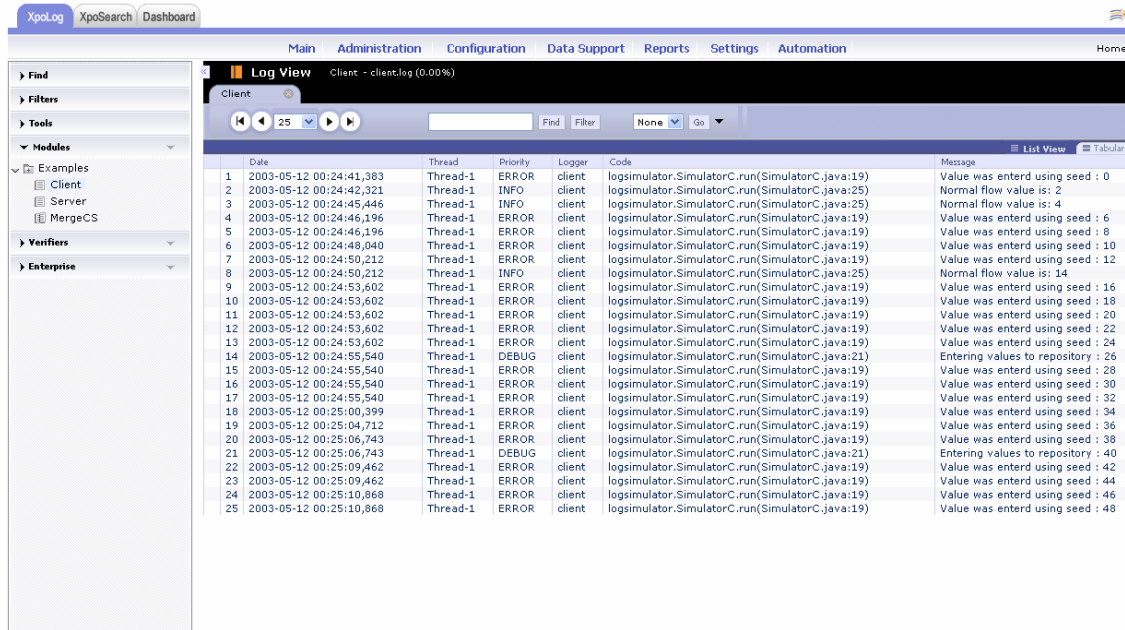 XpoLog XpoSearch Dashboard
Main Administration Configuration Data Support Reports Settings Automation Home
Find
Filters
Tools
Modules
Examples
Client
Server
MergeCS
Verifiers
Enterprise
Log View Client - client.log (0.00%)
Client
25 Find Filter None Go
List View Tabular
Date Thread Priority Logger Code Message
1 2003-05-12 00:24:41,383 Thread-1 ERROR client logsimulator.SimulatorC.run(SimulatorC.java:19) Value was enterd using seed : 0
2 2003-05-12 00:24:42,321 Thread-1 INFO client logsimulator.SimulatorC.run(SimulatorC.java:25) Normal flow value is: 2
3 2003-05-12 00:24:45,446 Thread-1 INFO client logsimulator.SimulatorC.run(SimulatorC.java:25) Normal flow value is: 4
4 2003-05-12 00:24:46,196 Thread-1 ERROR client logsimulator.SimulatorC.run(SimulatorC.java:19) Value was enterd using seed : 6
5 2003-05-12 00:24:46,196 Thread-1 ERROR client logsimulator.SimulatorC.run(SimulatorC.java:19) Value was enterd using seed : 8
6 2003-05-12 00:24:48,040 Thread-1 ERROR client logsimulator.SimulatorC.run(SimulatorC.java:19) Value was enterd using seed : 10
7 2003-05-12 00:24:50,212 Thread-1 ERROR client logsimulator.SimulatorC.run(SimulatorC.java:19) Value was enterd using seed : 12
8 2003-05-12 00:24:50,212 Thread-1 INFO client logsimulator.SimulatorC.run(SimulatorC.java:25) Normal flow value is: 14
9 2003-05-12 00:24:53,602 Thread-1 ERROR client logsimulator.SimulatorC.run(SimulatorC.java:19) Value was enterd using seed : 16
10 2003-05-12 00:24:53,602 Thread-1 ERROR client logsimulator.SimulatorC.run(SimulatorC.java:19) Value was enterd using seed : 18
11 2003-05-12 00:24:53,602 Thread-1 ERROR client logsimulator.SimulatorC.run(SimulatorC.java:19) Value was enterd using seed : 20
12 2003-05-12 00:24:53,602 Thread-1 ERROR client logsimulator.SimulatorC.run(SimulatorC.java:19) Value was enterd using seed : 22
13 2003-05-12 00:24:53,602 Thread-1 ERROR client logsimulator.SimulatorC.run(SimulatorC.java:19) Value was enterd using seed : 24
14 2003-05-12 00:24:55,540 Thread-1 DEBUG client logsimulator.SimulatorC.run(SimulatorC.java:21) Entering values to repository : 26
15 2003-05-12 00:24:55,540 Thread-1 ERROR client logsimulator.SimulatorC.run(SimulatorC.java:19) Value was enterd using seed : 28
16 2003-05-12 00:24:55,540 Thread-1 ERROR client logsimulator.SimulatorC.run(SimulatorC.java:19) Value was enterd using seed : 30
17 2003-05-12 00:24:55,540 Thread-1 ERROR client logsimulator.SimulatorC.run(SimulatorC.java:19) Value was enterd using seed : 32
18 2003-05-12 00:25:00,399 Thread-1 ERROR client logsimulator.SimulatorC.run(SimulatorC.java:19) Value was enterd using seed : 34
19 2003-05-12 00:25:04,712 Thread-1 ERROR client logsimulator.SimulatorC.run(SimulatorC.java:19) Value was enterd using seed : 36
20 2003-05-12 00:25:06,743 Thread-1 ERROR client logsimulator.SimulatorC.run(SimulatorC.java:19) Value was enterd using seed : 38
21 2003-05-12 00:25:06,743 Thread-1 DEBUG client logsimulator.SimulatorC.run(SimulatorC.java:21) Entering values to repository : 40
22 2003-05-12 00:25:09,462 Thread-1 ERROR client logsimulator.SimulatorC.run(SimulatorC.java:19) Value was enterd using seed : 42
23 2003-05-12 00:25:09,462 Thread-1 ERROR client logsimulator.SimulatorC.run(SimulatorC.java:19) Value was enterd using seed : 44
24 2003-05-12 00:25:10,868 Thread-1 ERROR client logsimulator.SimulatorC.run(SimulatorC.java:19) Value was enterd using seed : 46
25 2003-05-12 00:25:10,868 Thread-1 ERROR client logsimulator.SimulatorC.run(SimulatorC.java:19) Value was enterd using seed : 48